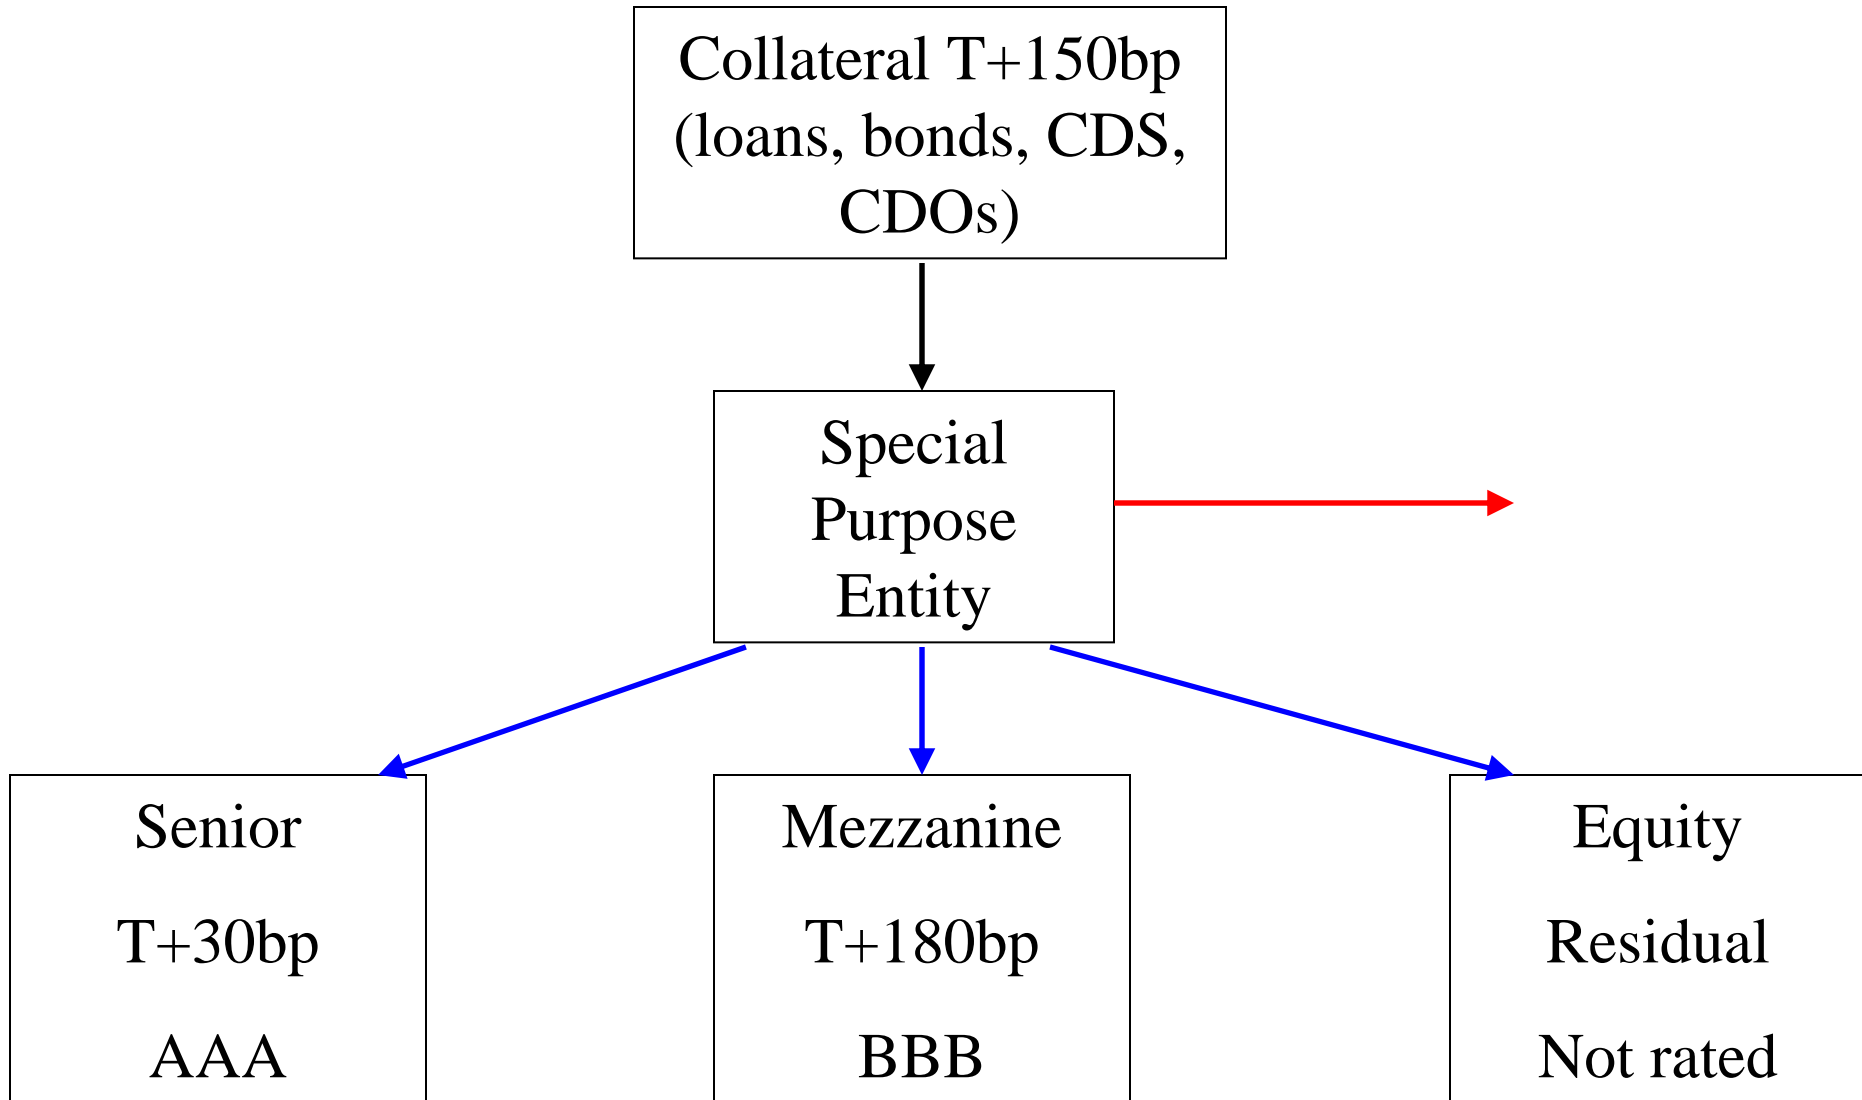 Collateral T+150bp
(loans, bonds, CDS,
CDOs)
Special
Purpose
Entity
Senior
T+30bp
AAA
Mezzanine
T+180bp
BBB
Equity
Residual
Not rated